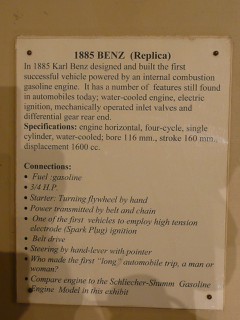 1885 BENZ (Replica)
In 1885 Karl Benz designed and built the first
successful vehicle powered by an internal combustion
gasoline engine. It has a number of features still found
in automobiles today; water-cooled engine, electric
ignition, mechanically operated inlet valves and
differential gear rear end.
Specifications: engine horizontal, four-cycle, single
cylinder, water-cooled; bore 116 mm., stroke 160 mm.,
displacement 1600 cc.
Connections:
• Fuel :gasoline
• 3/4 H.P.
• Starter: Turning flywheel by hand
• Power transmitted by belt and chain
• One of the first vehicles to employ high tension
electrode (Spark Plug) ignition
• Belt drive
• Steering by hand-lever with pointer
• Who made the first "long" automobile trip, a man or
woman?
• Compare engine to the Schliecher-Shumm Gasoline
Engine Model in this exhibit